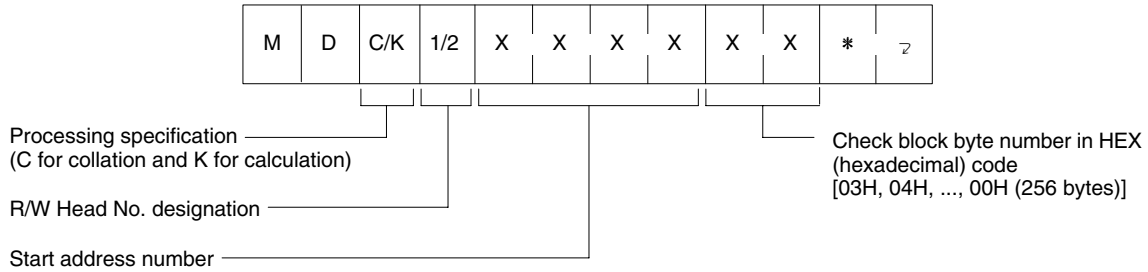 M D C/K 1/2 X X X X X X * ↵
Processing specification
(C for collation and K for calculation)
R/W Head No. designation
Start address number
Check block byte number in HEX
(hexadecimal) code
[03H, 04H, ..., 00H (256 bytes)]